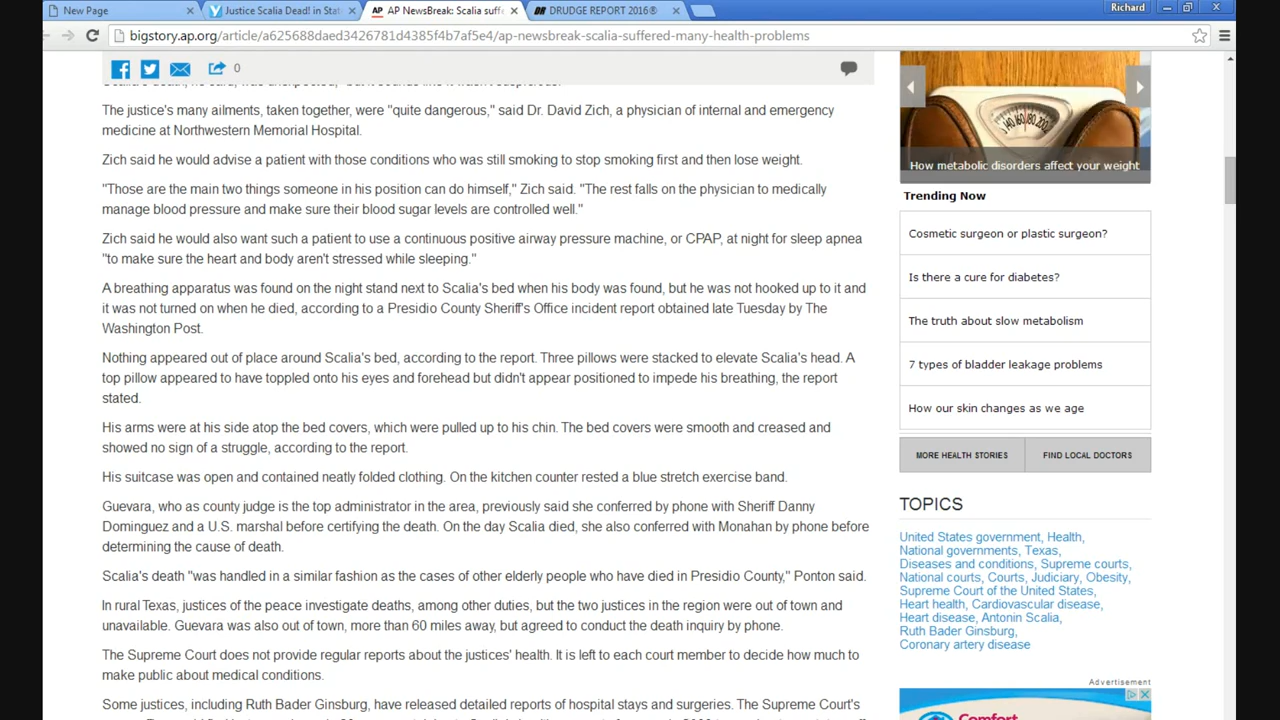 New Page
Justice Scalia Dead! in Stat
AP NewsBreak: Scalia suff
DRUDGE REPORT 2016®
Richard
bigstory.ap.org/article/a625688daed3426781d4385f4b7af5e4/ap-newsbreak-scalia-suffered-many-health-problems
0
The justice's many ailments, taken together, were "quite dangerous," said Dr. David Zich, a physician of internal and emergency
medicine at Northwestern Memorial Hospital.
Zich said he would advise a patient with those conditions who was still smoking to stop smoking first and then lose weight.
"Those are the main two things someone in his position can do himself," Zich said. "The rest falls on the physician to medically
manage blood pressure and make sure their blood sugar levels are controlled well."
Zich said he would also want such a patient to use a continuous positive airway pressure machine, or CPAP, at night for sleep apnea
"to make sure the heart and body aren't stressed while sleeping."
A breathing apparatus was found on the night stand next to Scalia's bed when his body was found, but he was not hooked up to it and
it was not turned on when he died, according to a Presidio County Sheriff's Office incident report obtained late Tuesday by The
Washington Post.
Nothing appeared out of place around Scalia's bed, according to the report. Three pillows were stacked to elevate Scalia's head. A
top pillow appeared to have toppled onto his eyes and forehead but didn't appear positioned to impede his breathing, the report
stated.
His arms were at his side atop the bed covers, which were pulled up to his chin. The bed covers were smooth and creased and
showed no sign of a struggle, according to the report.
His suitcase was open and contained neatly folded clothing. On the kitchen counter rested a blue stretch exercise band.
Guevara, who as county judge is the top administrator in the area, previously said she conferred by phone with Sheriff Danny
Dominguez and a U.S. marshal before certifying the death. On the day Scalia died, she also conferred with Monahan by phone before
determining the cause of death.
Scalia's death "was handled in a similar fashion as the cases of other elderly people who have died in Presidio County," Ponton said.
In rural Texas, justices of the peace investigate deaths, among other duties, but the two justices in the region were out of town and
unavailable. Guevara was also out of town more than 60 miles away, but agreed to conduct the death inquiry by phone.
The Supreme Court does not provide regular reports about the justices' health. It is left to each court member to decide how much to
make public about medical conditions.
Some justices, including Ruth Bader Ginsburg, have released detailed reports of hospital stays and surgeries. The Supreme Court's
How metabolic disorders affect your weight
Trending Now
Cosmetic surgeon or plastic surgeon?
Is there a cure for diabetes?
The truth about slow metabolism
7 types of bladder leakage problems
How our skin changes as we age
MORE HEALTH STORIES
FIND LOCAL DOCTORS
TOPICS
United States government, Health,
National governments, Texas,
Diseases and conditions, Supreme courts,
National courts, Courts, Judiciary, Obesity,
Supreme Court of the United States,
Heart health, Cardiovascular disease,
Heart disease, Antonin Scalia,
Ruth Bader Ginsburg,
Coronary artery disease
Advertisement
Comfort